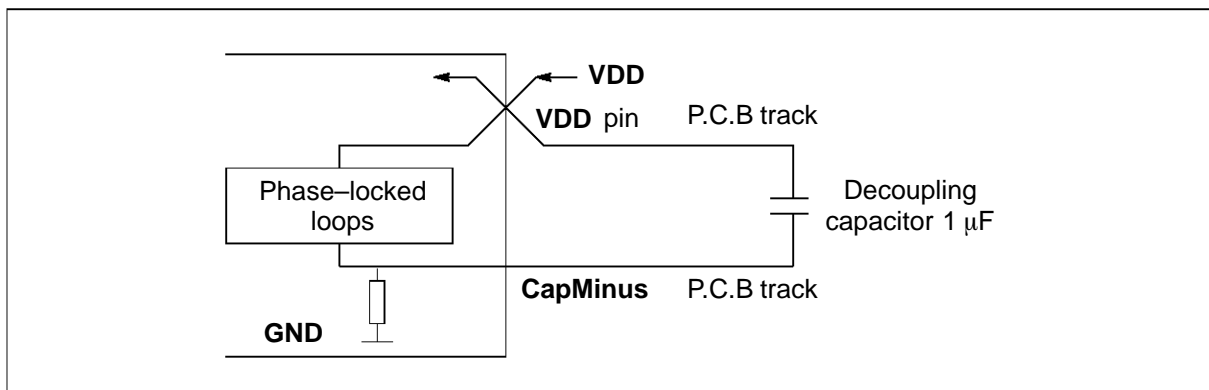 VDD
VDD pin
P.C.B track
Phase–locked
loops
Decoupling
capacitor 1 μF
CapMinus
P.C.B track
GND